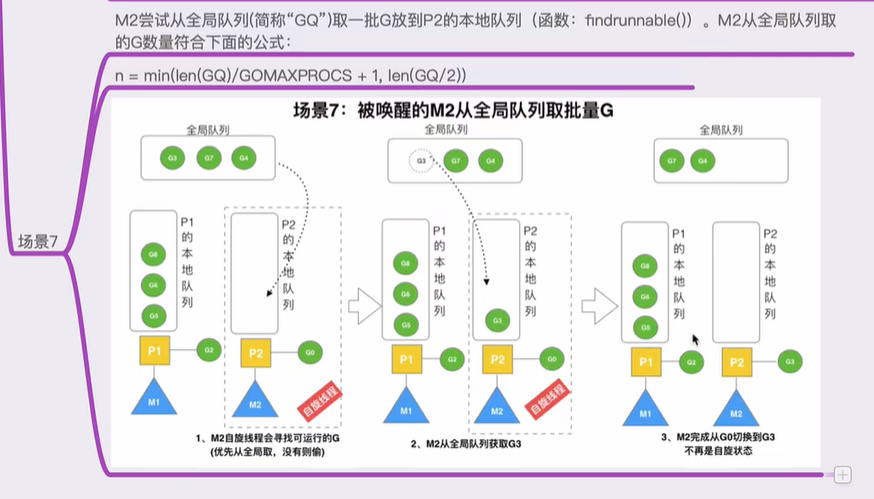 M2尝试从全局队列(简称“GQ”)取一批G放到P2的本地队列（函数：findrunnable()）。M2从全局队列取
的G数量符合下面的公式：
n = min(len(GQ)/GOMAXPROCS + 1, len(GQ/2))
场景7
场景7：被唤醒的M2从全局队列取批量G
全局队列
G3 G7 G4
P1的本地队列
G8
G6
G5
P2的本地队列
P1
G2
P2
G0
M1
M2
自旋线程
1、M2自旋线程会寻找可运行的G
(优先从全局取，没有则偷)
全局队列
G3 G7 G4
P1的本地队列
G8
G6
G5
P2的本地队列
G3
P1
G2
P2
G0
M1
M2
自旋线程
2、M2从全局队列获取G3
全局队列
G7 G4
P1的本地队列
G8
G6
G5
P2的本地队列
P1
G2
P2
G3
M1
M2
3、M2完成从G0切换到G3
不再是自旋状态